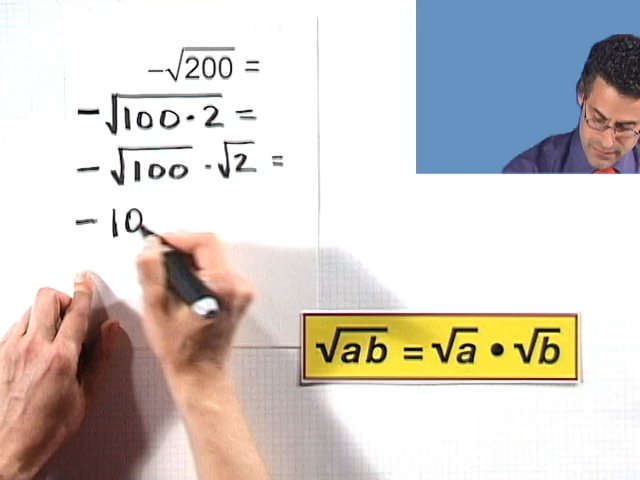 -√200 =
-√100 · 2 =
-√100 · √2 =
- 10
√ab = √a • √b